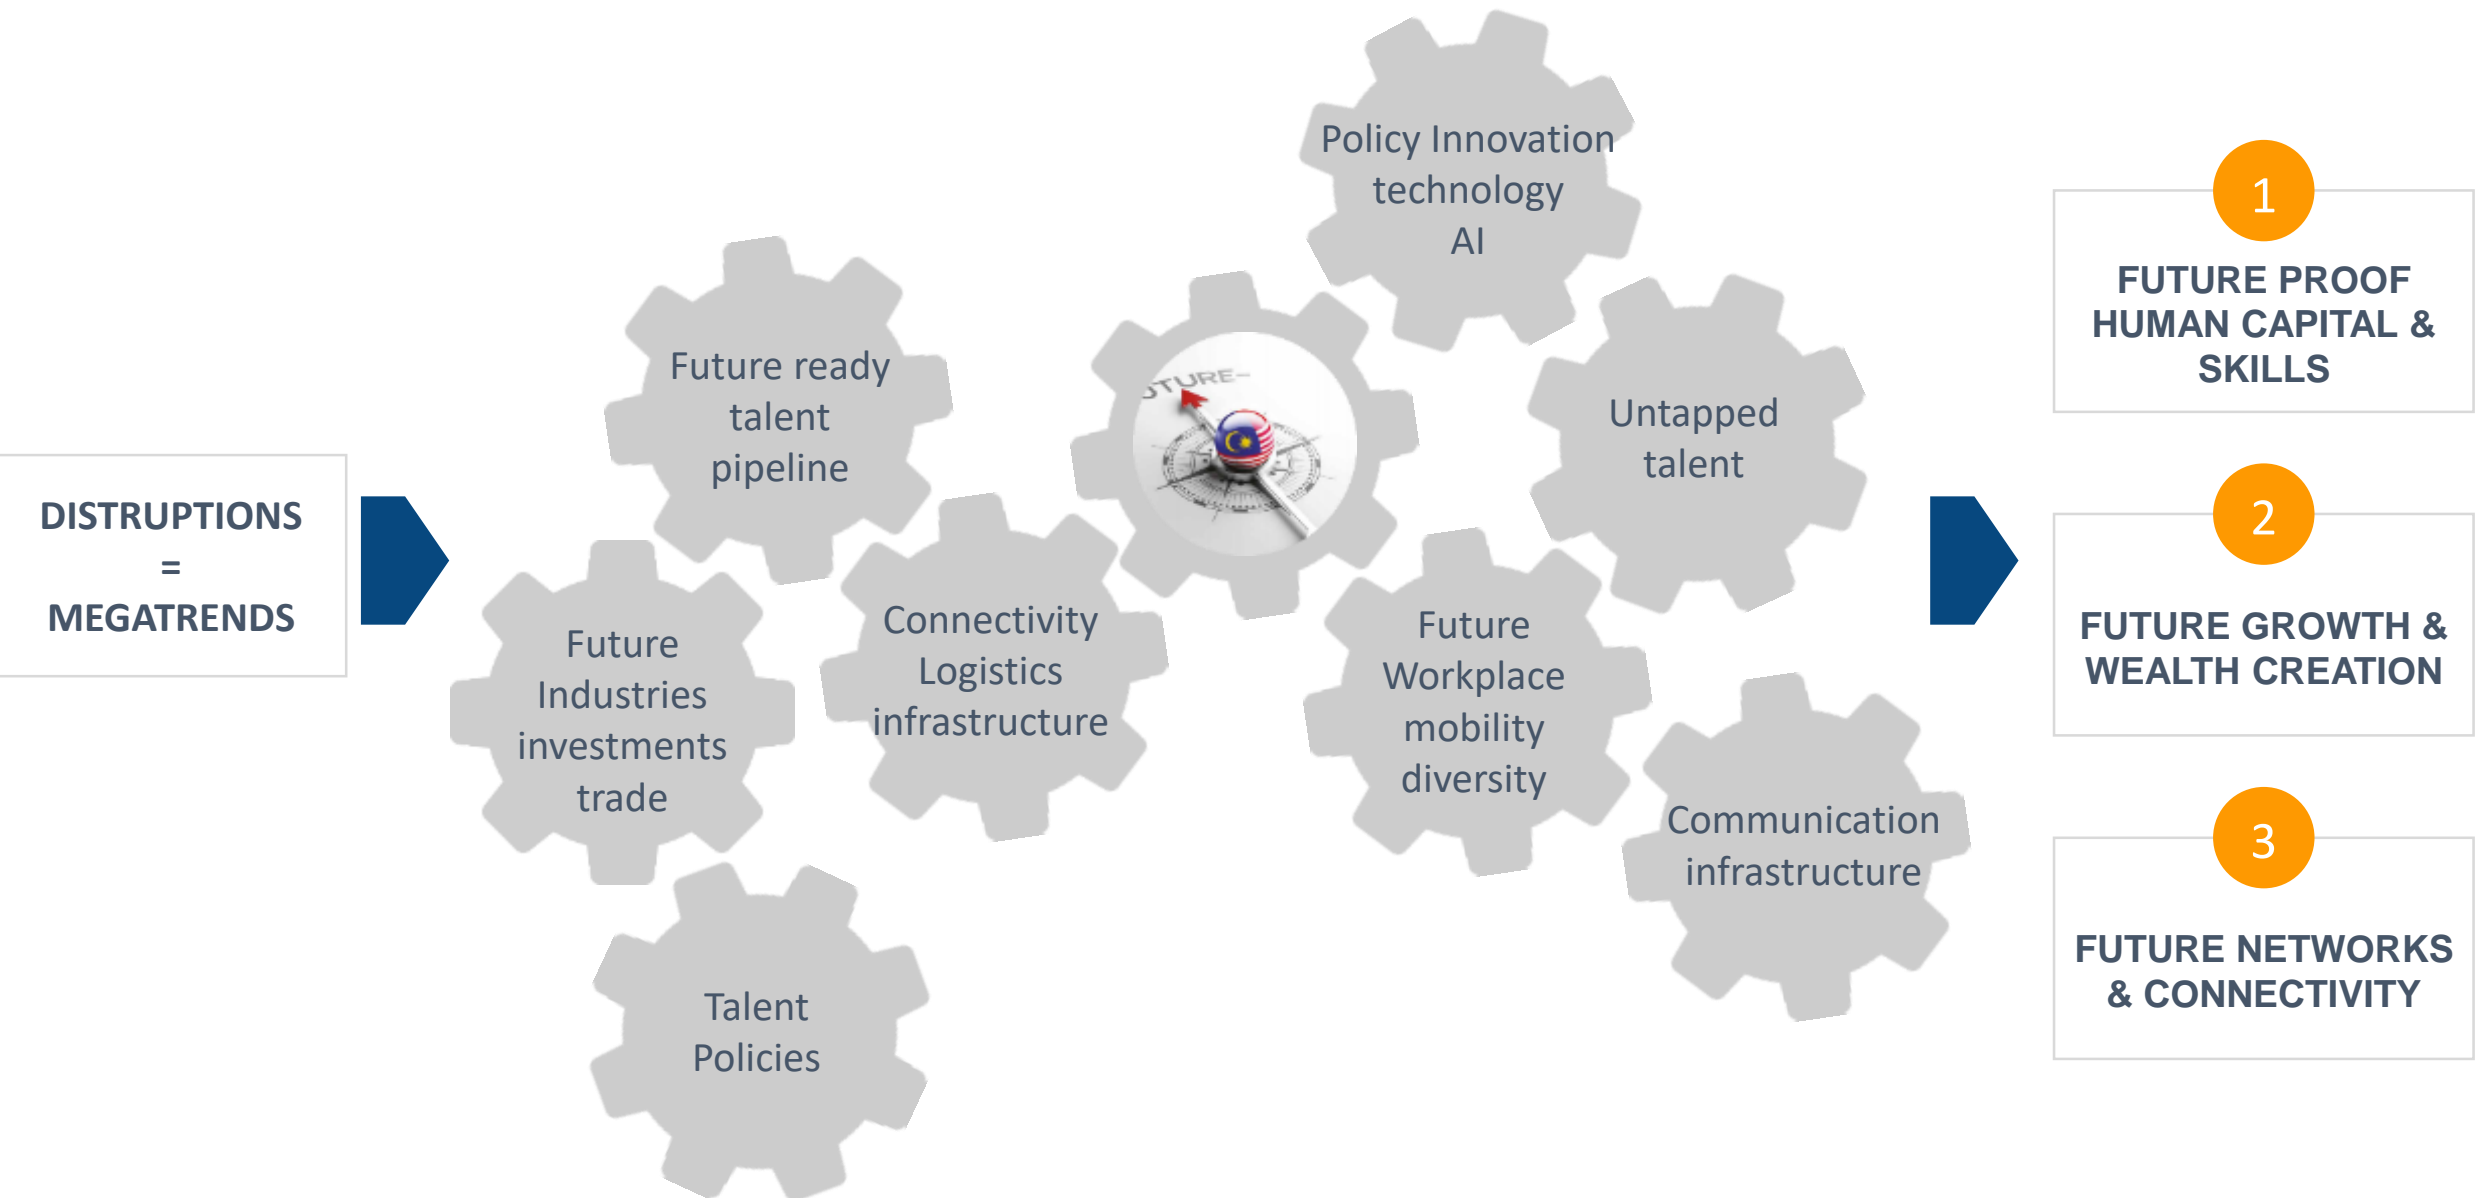 DISTRUPTIONS
=
MEGATRENDS
Future ready
talent
pipeline
Future
Industries
investments
trade
Talent
Policies
Connectivity
Logistics
infrastructure
UTURE-
Policy Innovation
technology
AI
Untapped
talent
Future
Workplace
mobility
diversity
Communication
infrastructure
1
FUTURE PROOF
HUMAN CAPITAL &
SKILLS
2
FUTURE GROWTH &
WEALTH CREATION
3
FUTURE NETWORKS
& CONNECTIVITY